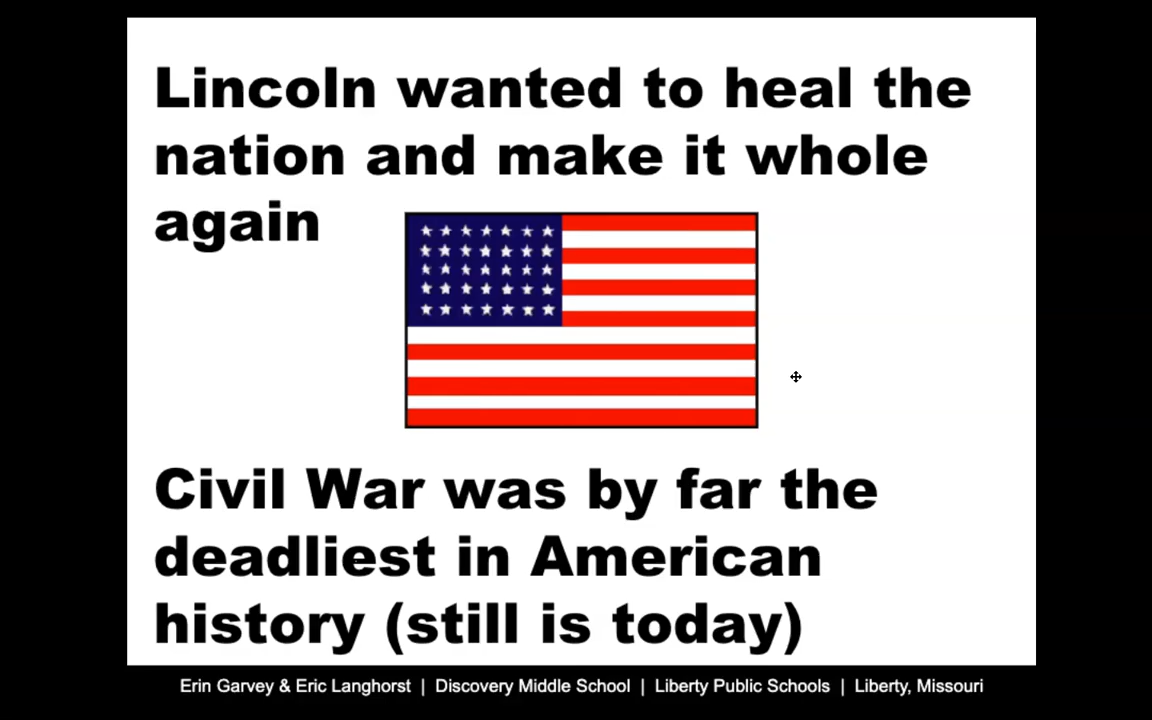 Lincoln wanted to heal the
nation and make it whole
again
Civil War was by far the
deadliest in American
history (still is today)
Erin Garvey & Eric Langhorst | Discovery Middle School | Liberty Public Schools | Liberty, Missouri